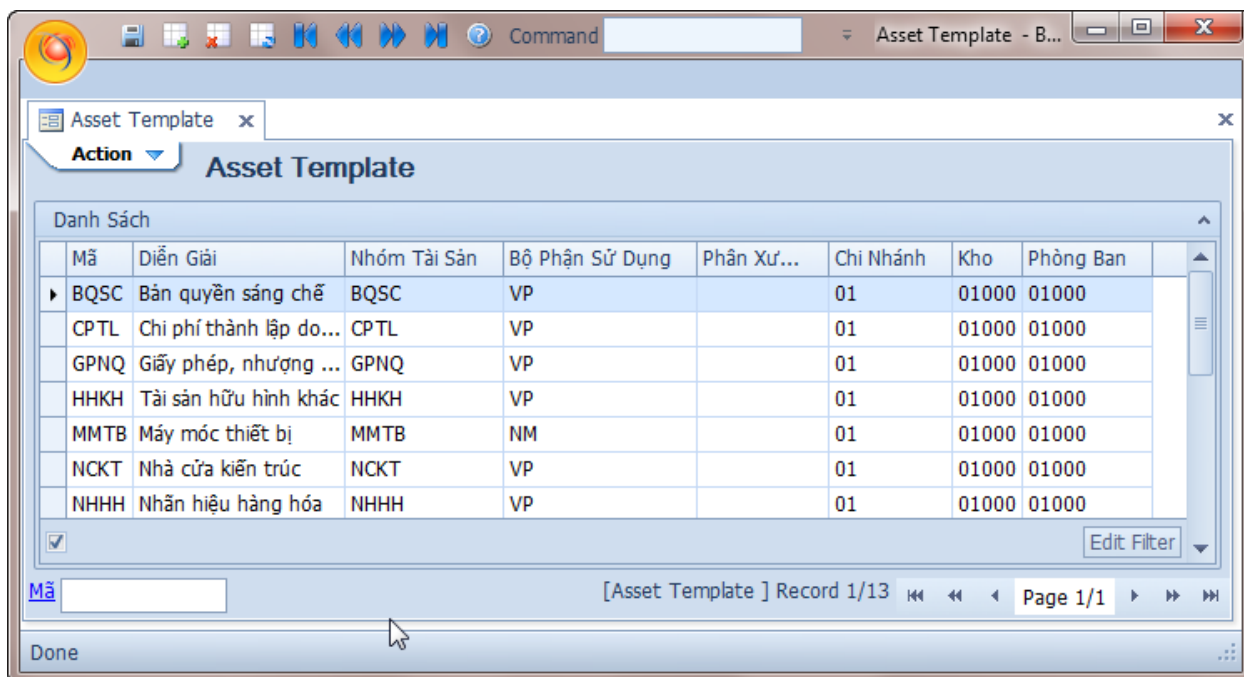 Command Asset Template - B...
Asset Template
Action
Asset Template
Danh Sách
Mã Diễn Giải Nhóm Tài Sản Bộ Phận Sử Dụng Phân Xư... Chi Nhánh Kho Phòng Ban
BQSC Bản quyền sáng chế BQSC VP 01 01000 01000
CPTL Chi phí thành lập do... CPTL VP 01 01000 01000
GPNQ Giấy phép, nhượng ... GPNQ VP 01 01000 01000
HHKH Tài sản hữu hình khác HHKH VP 01 01000 01000
MMTB Máy móc thiết bị MMTB NM 01 01000 01000
NCKT Nhà cửa kiến trúc NCKT VP 01 01000 01000
NHHH Nhãn hiệu hàng hóa NHHH VP 01 01000 01000
Edit Filter
Mã [Asset Template ] Record 1/13 Page 1/1
Done